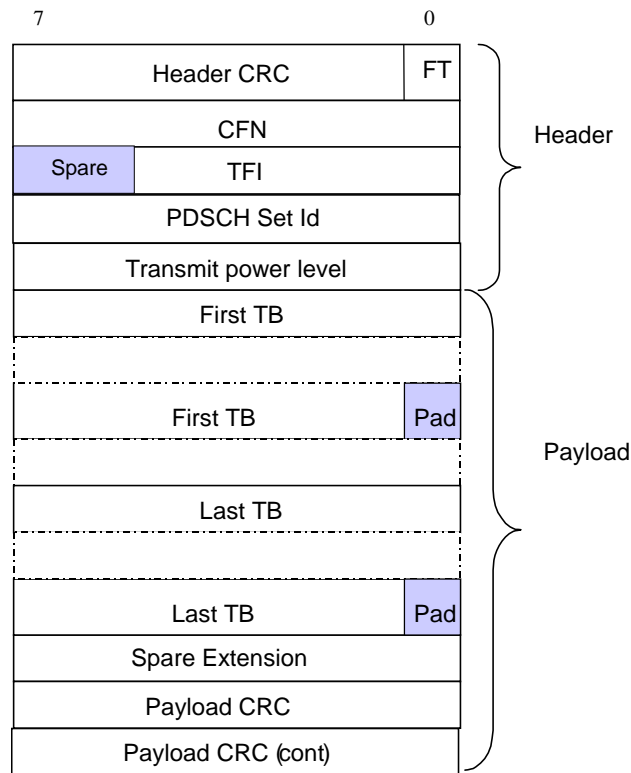 7 0
Header CRC FT
CFN
Header
Spare TFI
PDSCH Set Id
Transmit power level
First TB
First TB Pad
Payload
Last TB
Last TB Pad
Spare Extension
Payload CRC
Payload CRC (cont)